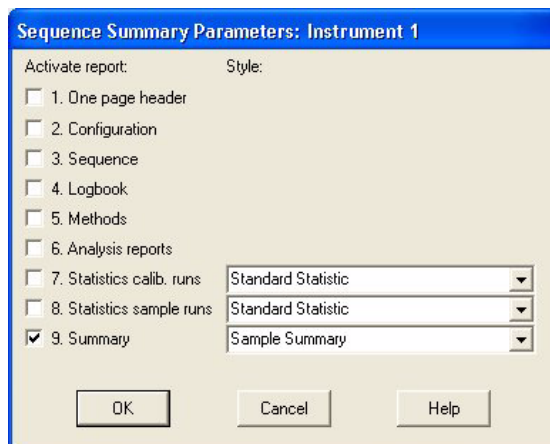 Sequence Summary Parameters: Instrument 1
Activate report: Style:
1. One page header
2. Configuration
3. Sequence
4. Logbook
5. Methods
6. Analysis reports
7. Statistics calib. runs Standard Statistic
8. Statistics sample runs Standard Statistic
9. Summary Sample Summary
OK Cancel Help